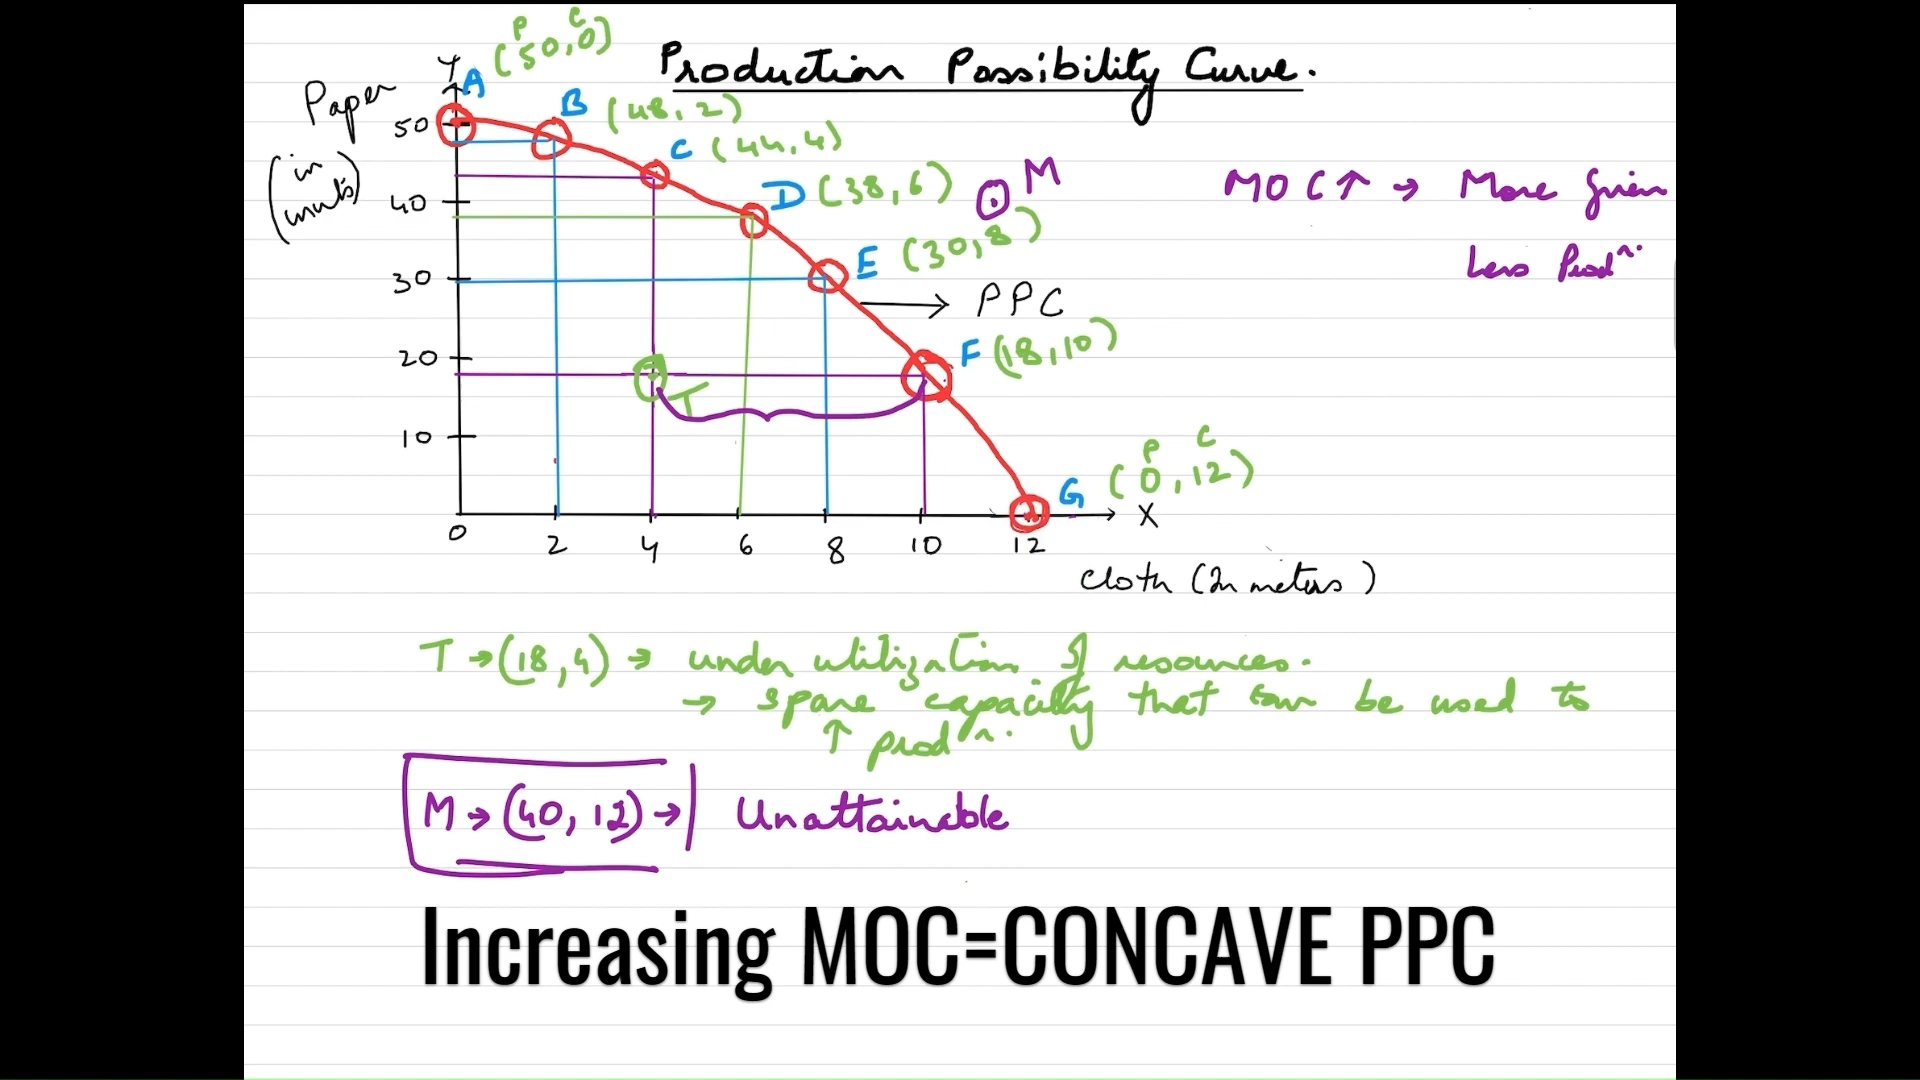 Production Possibility Curve.
P C
(50,0)
Y
A
Paper
(in units)
B (48,2)
C (44,4)
D (38,6)
M
E (30,8)
PPC
F (18,10)
T
P C
G (0,12)
50
40
30
20
10
0 2 4 6 8 10 12
X
Cloth (In meters)
MOC↑ → More given
Less Prodⁿ.
T → (18,4) → under utilization of resources.
→ spare capacity that can be used to
↑ prodⁿ.
M → (40, 12) → Unattainable
Increasing MOC=CONCAVE PPC